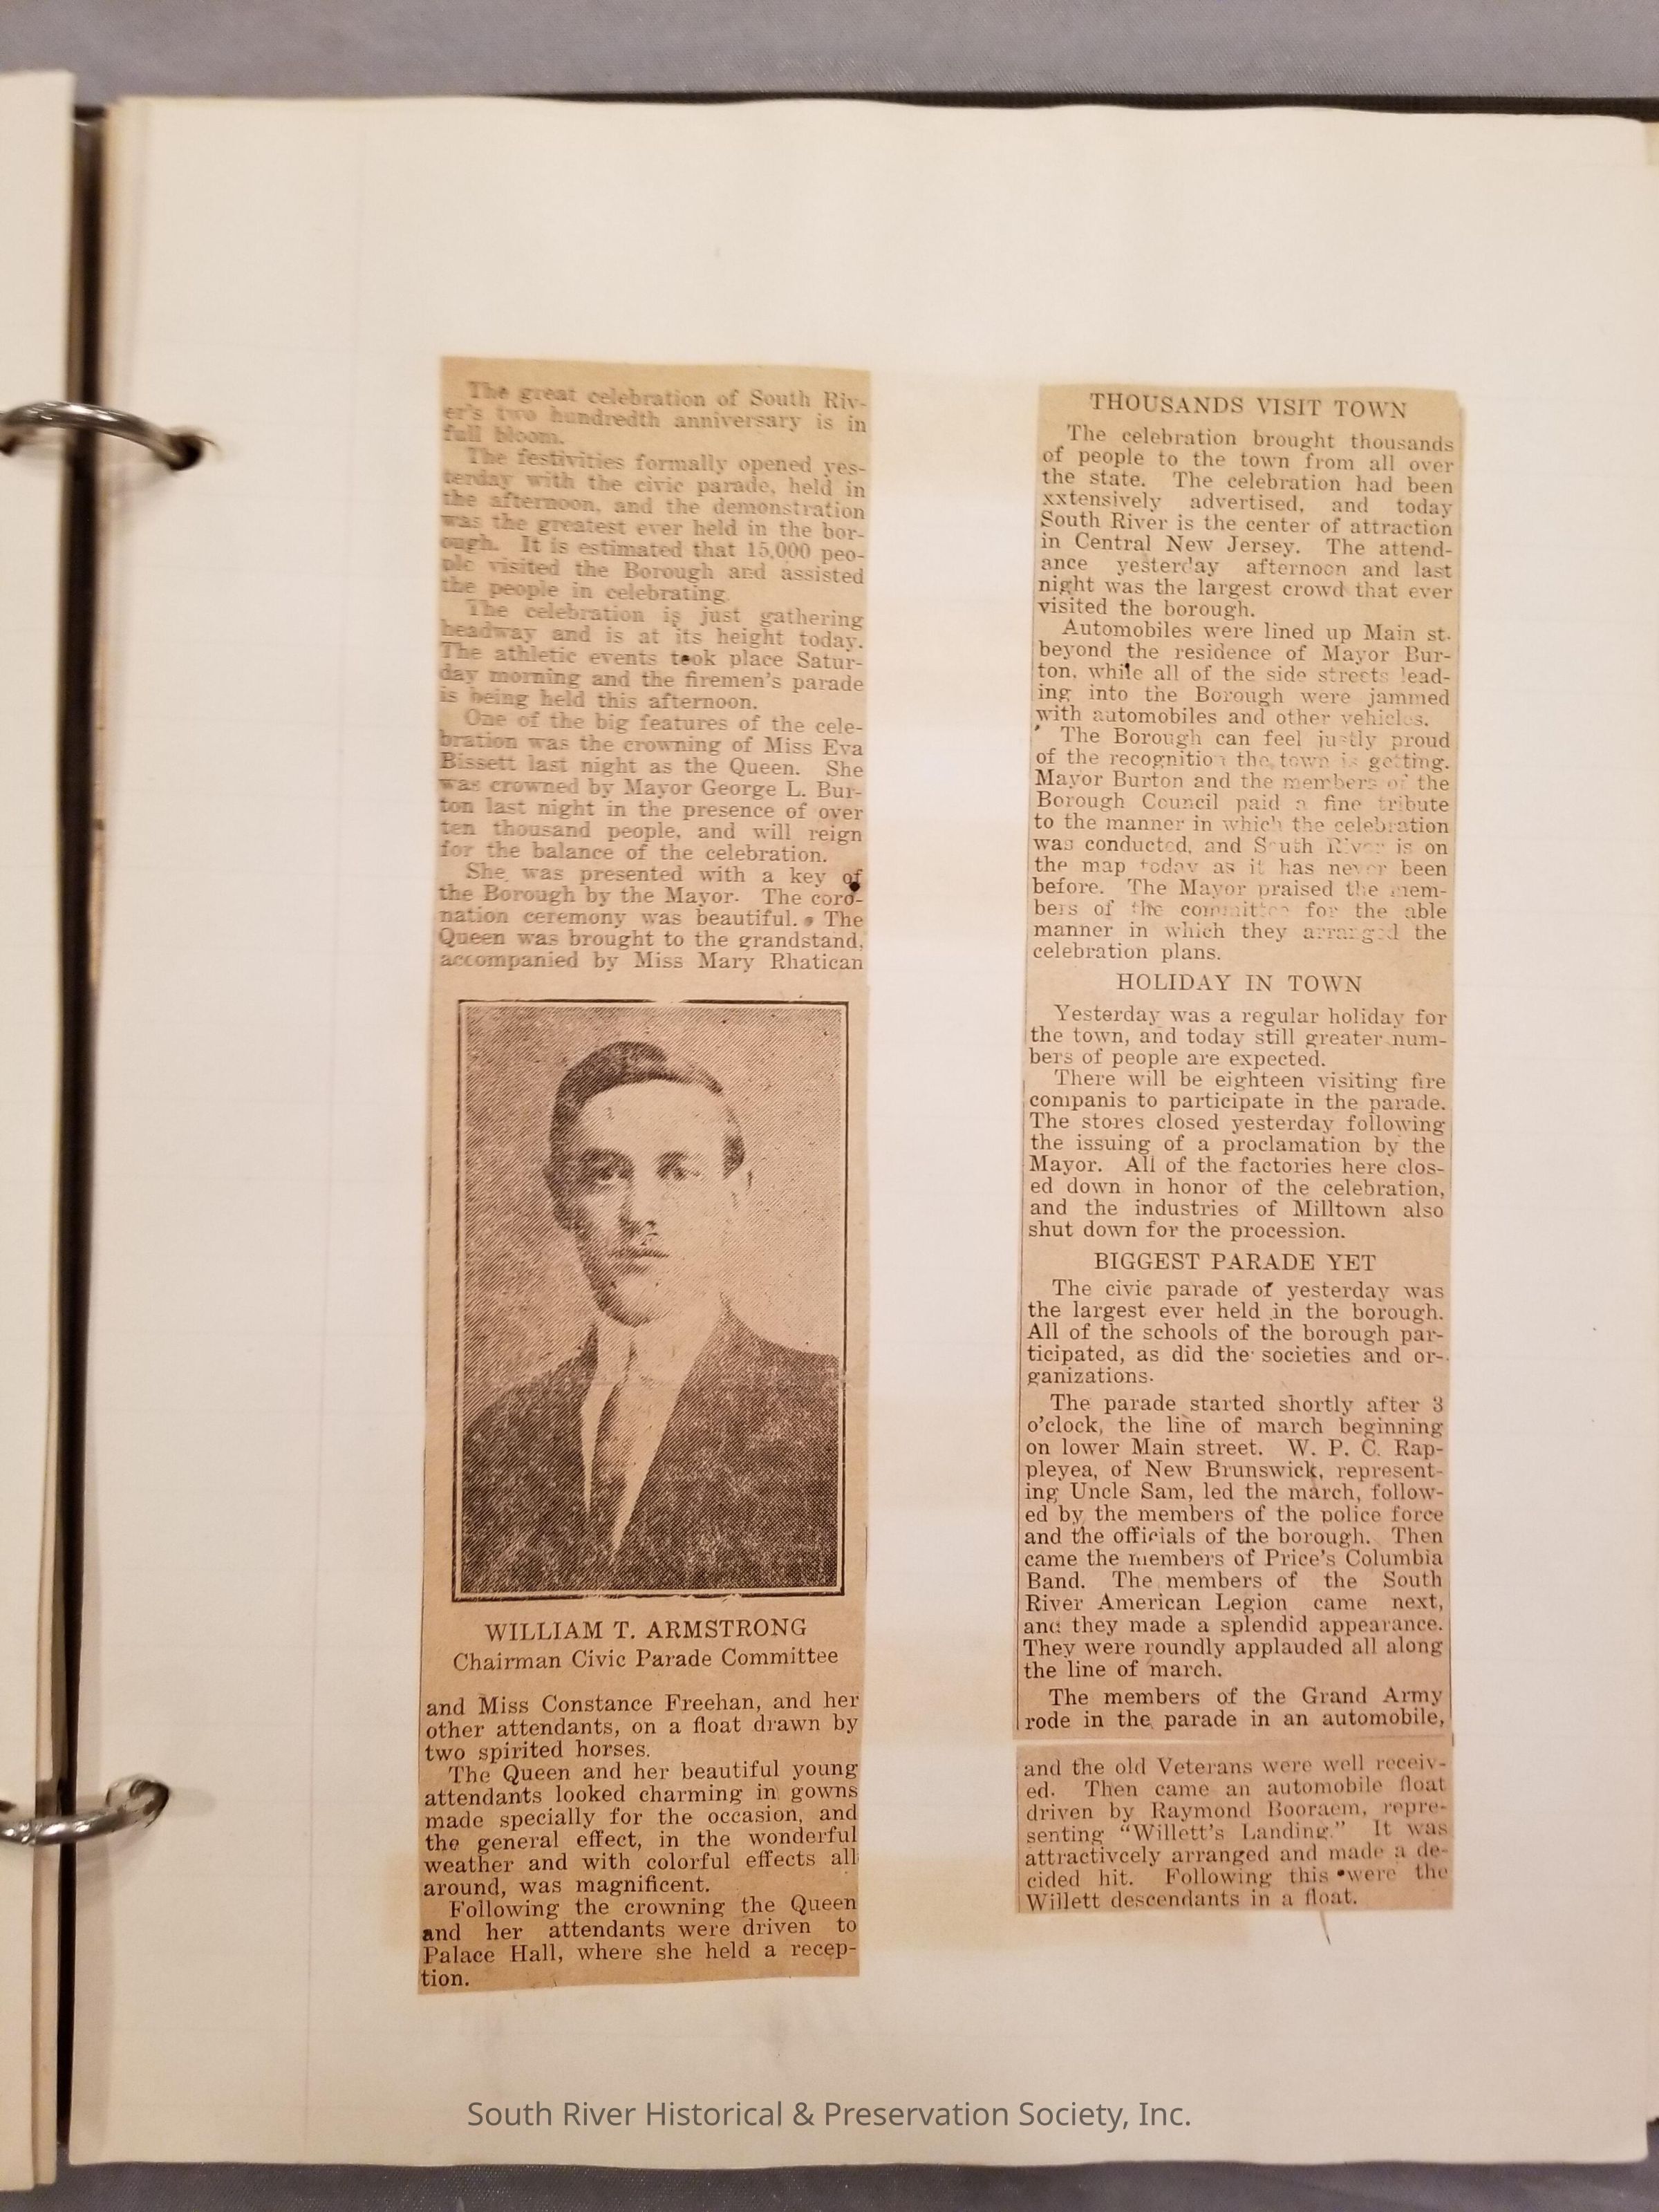 The great celebration of South Riv-
er's two hundredth anniversary is in
full bloom.
The festivities formally opened yes-
terday with the civic parade, held in
the afternoon, and the demonstration
was the greatest ever held in the bor-
ough. It is estimated that 15,000 peo-
ple visited the Borough and assisted
the people in celebrating.
The celebration is just gathering
headway and is at its height today.
The athletic events took place Satur-
day morning and the firemen's parade
is being held this afternoon.
One of the big features of the cele-
bration was the crowning of Miss Eva
Bissett last night as the Queen. She
was crowned by Mayor George L. Bur-
ton last night in the presence of over
ten thousand people, and will reign
for the balance of the celebration.
She was presented with a key of
the Borough by the Mayor. The coro-
nation ceremony was beautiful. The
Queen was brought to the grandstand,
accompanied by Miss Mary Rhatican
WILLIAM T. ARMSTRONG
Chairman Civic Parade Committee
and Miss Constance Freehan, and her
other attendants, on a float drawn by
two spirited horses.
The Queen and her beautiful young
attendants looked charming in gowns
made specially for the occasion, and
the general effect, in the wonderful
weather and with colorful effects all
around, was magnificent.
Following the crowning the Queen
and her attendants were driven to
Palace Hall, where she held a recep-
tion.
THOUSANDS VISIT TOWN
The celebration brought thousands
of people to the town from all over
the state. The celebration had been
xxtensively advertised, and today
South River is the center of attraction
in Central New Jersey. The attend-
ance yesterday afternoon and last
night was the largest crowd that ever
visited the borough.
Automobiles were lined up Main st.
beyond the residence of Mayor Bur-
ton, while all of the side streets lead-
ing into the Borough were jammed
with automobiles and other vehicles.
The Borough can feel justly proud
of the recognition the town is getting.
Mayor Burton and the members of the
Borough Council paid a fine tribute
to the manner in which the celebration
was conducted, and South River is on
the map today as it has never been
before. The Mayor praised the mem-
bers of the committee for the able
manner in which they arranged the
celebration plans.
HOLIDAY IN TOWN
Yesterday was a regular holiday for
the town, and today still greater num-
bers of people are expected.
There will be eighteen visiting fire
companis to participate in the parade.
The stores closed yesterday following
the issuing of a proclamation by the
Mayor. All of the factories here clos-
ed down in honor of the celebration,
and the industries of Milltown also
shut down for the procession.
BIGGEST PARADE YET
The civic parade of yesterday was
the largest ever held in the borough.
All of the schools of the borough par-
ticipated, as did the societies and or-
ganizations.
The parade started shortly after 3
o'clock, the line of march beginning
on lower Main street. W. P. C. Rap-
pleyea, of New Brunswick, represent-
ing Uncle Sam, led the march, follow-
ed by the members of the police force
and the officials of the borough. Then
came the members of Price's Columbia
Band. The members of the South
River American Legion came next,
and they made a splendid appearance.
They were roundly applauded all along
the line of march.
The members of the Grand Army
rode in the parade in an automobile,
and the old Veterans were well receiv-
ed. Then came an automobile float
driven by Raymond Booraem, repre-
senting "Willett's Landing." It was
attractivcely arranged and made a de-
cided hit. Following this were the
Willett descendants in a float.
South River Historical & Preservation Society, Inc.